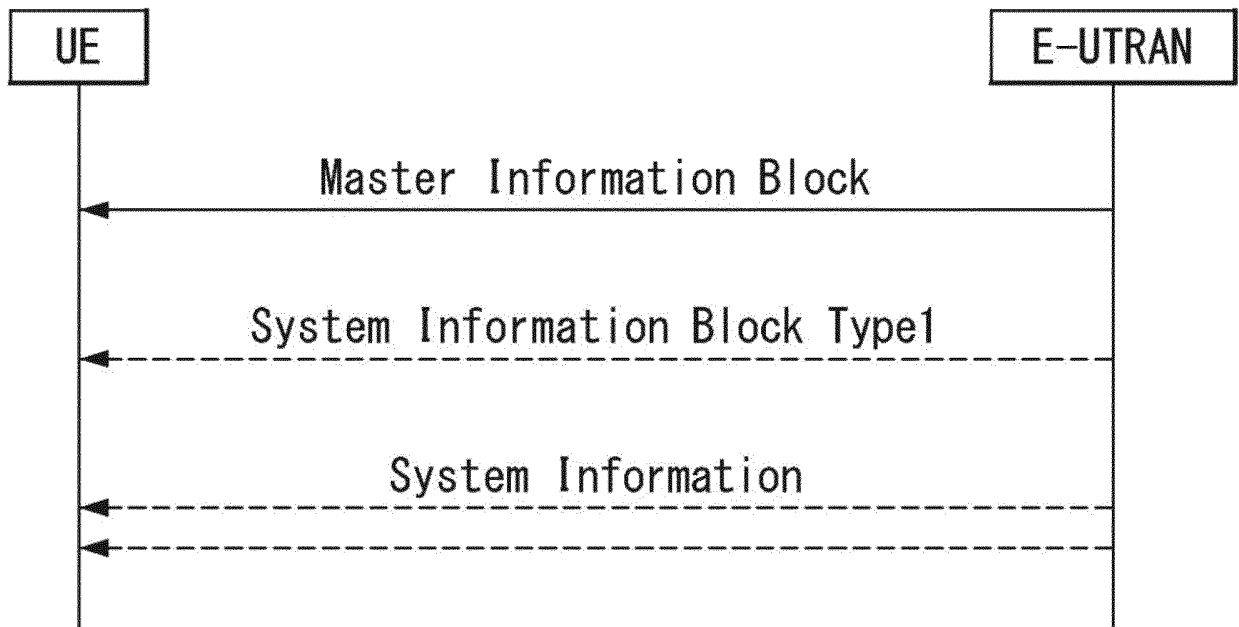 UE
E-UTRAN
Master Information Block
System Information Block Type1
System Information